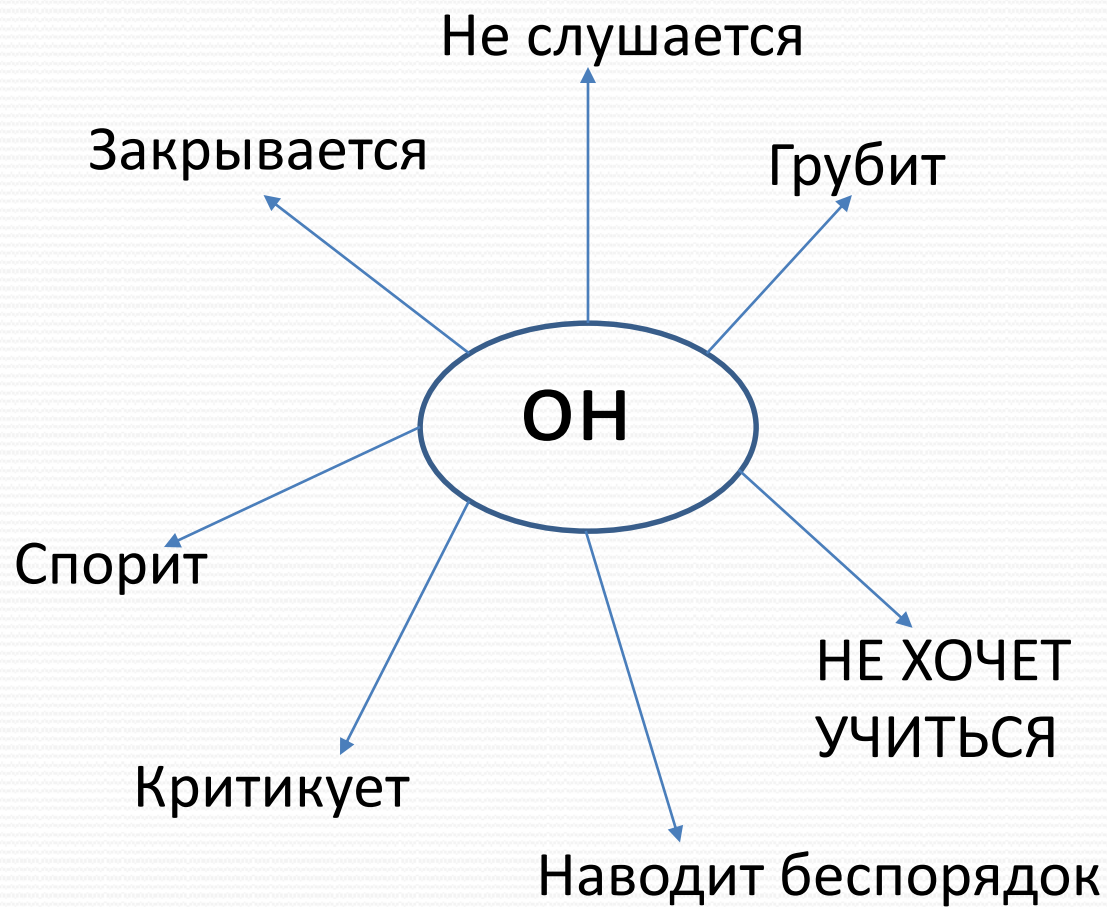 Не слушается
Закрывается
Грубит
он
Спорит
НЕ ХОЧЕТ
УЧИТЬСЯ
Критикует
Наводит беспорядок